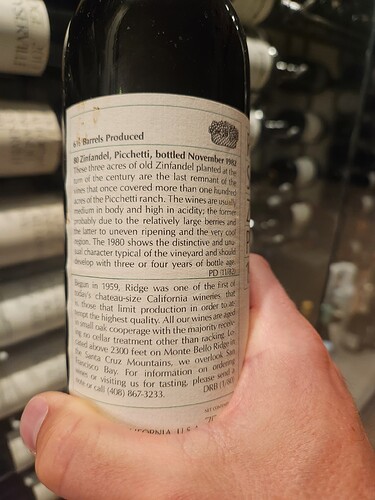 6½ Barrels Produced
80 Zinfandel, Picchetti, bottled November 1982
These three acres of old Zinfandel planted at the
turn of the century are the last remnant of the
vines that once covered more than one hundred
acres of the Picchetti ranch. The wines are usually
medium in body and high in acidity; the former
probably due to the relatively large berries and
the latter to uneven ripening and the very cool
region. The 1980 shows the distinctive and unu-
sual character typical of the vineyard and should
develop with three or four years of bottle age.
PD (11/82)
Begun in 1959, Ridge was one of the first of
today's chateau-size California wineries, that
is, those that limit production in order to at-
tempt the highest quality. All our wines are aged
in small oak cooperage with the majority receiv-
ing no cellar treatment other than racking. Lo-
cated above 2300 feet on Monte Bello Ridge in
the Santa Cruz Mountains, we overlook San
Francisco Bay. For information on ordering
wines or visiting us for tasting, please send a
note or call (408) 867-3233.
DRB (1/80)
CALIFORNIA, U.S.A.